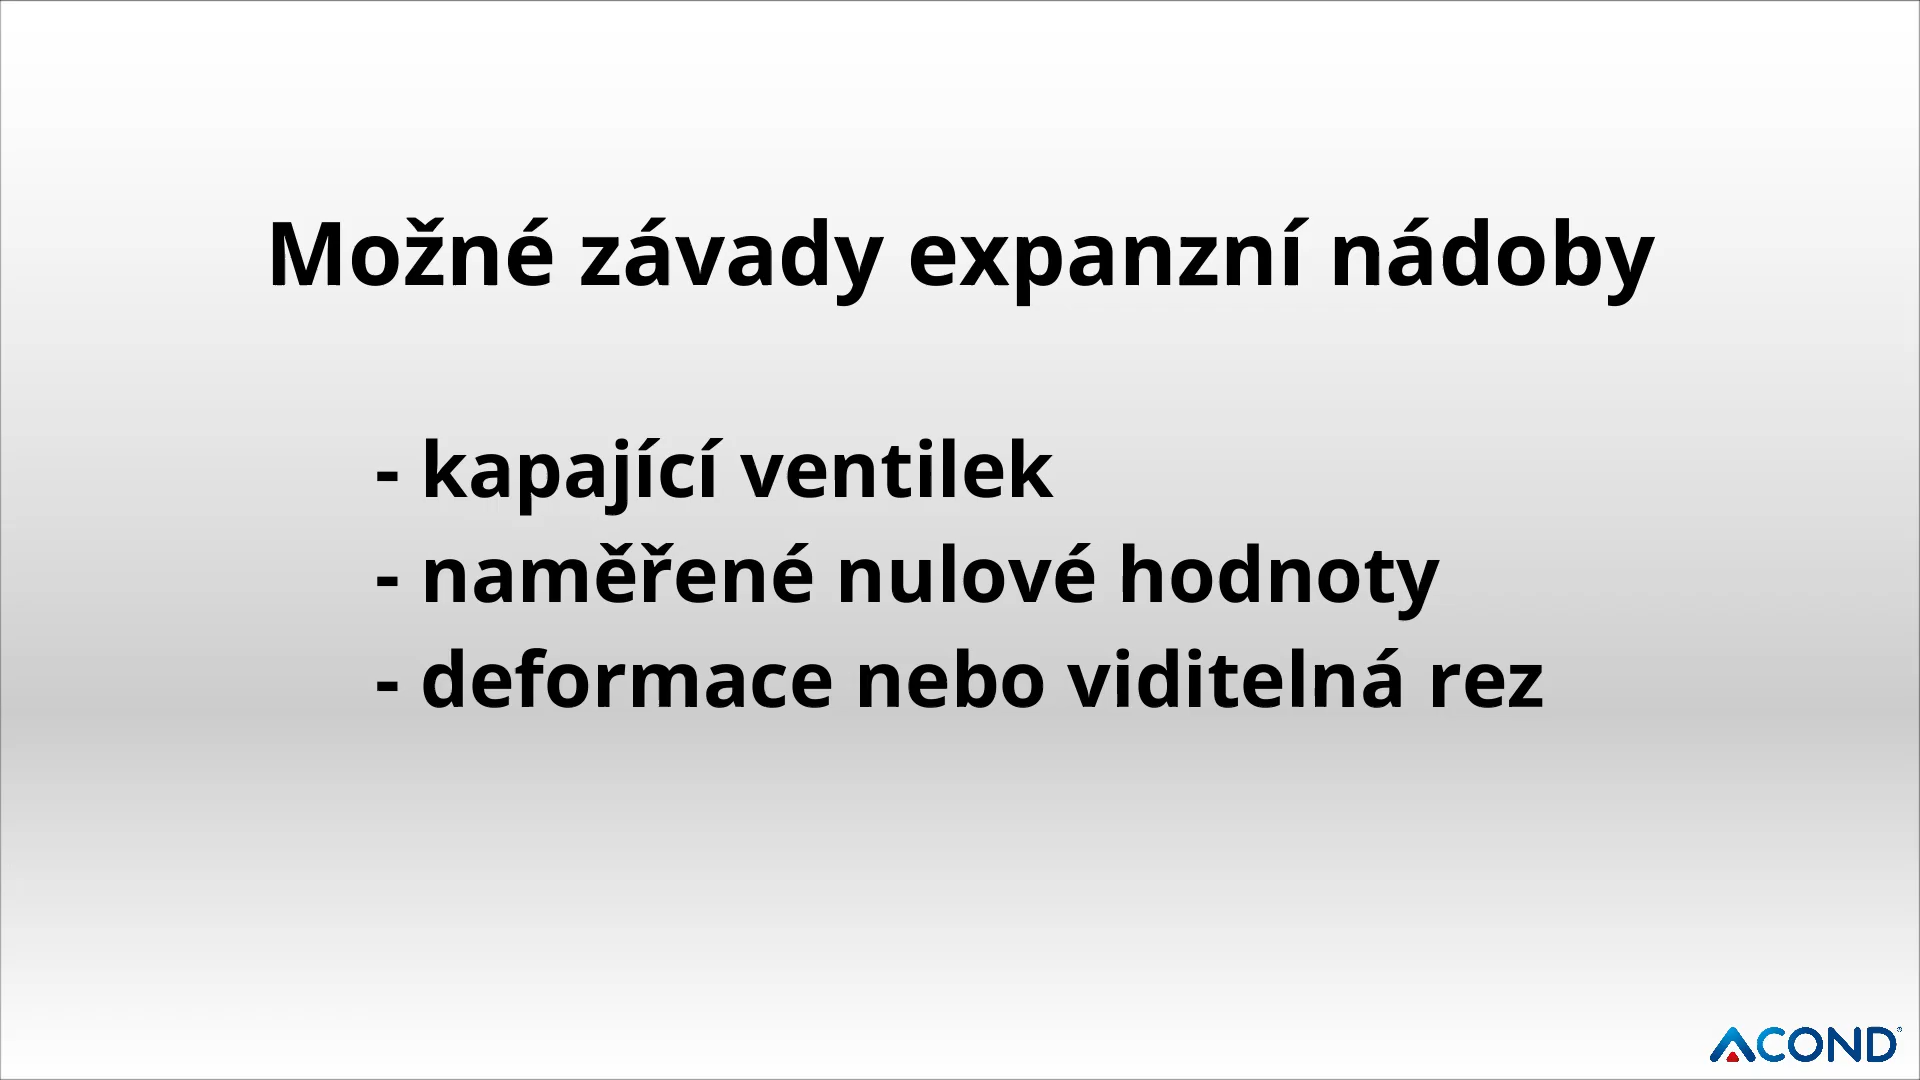 Možné závady expanzní nádoby
- kapající ventilek
- naměřené nulové hodnoty
- deformace nebo viditelná rez
ACOND®